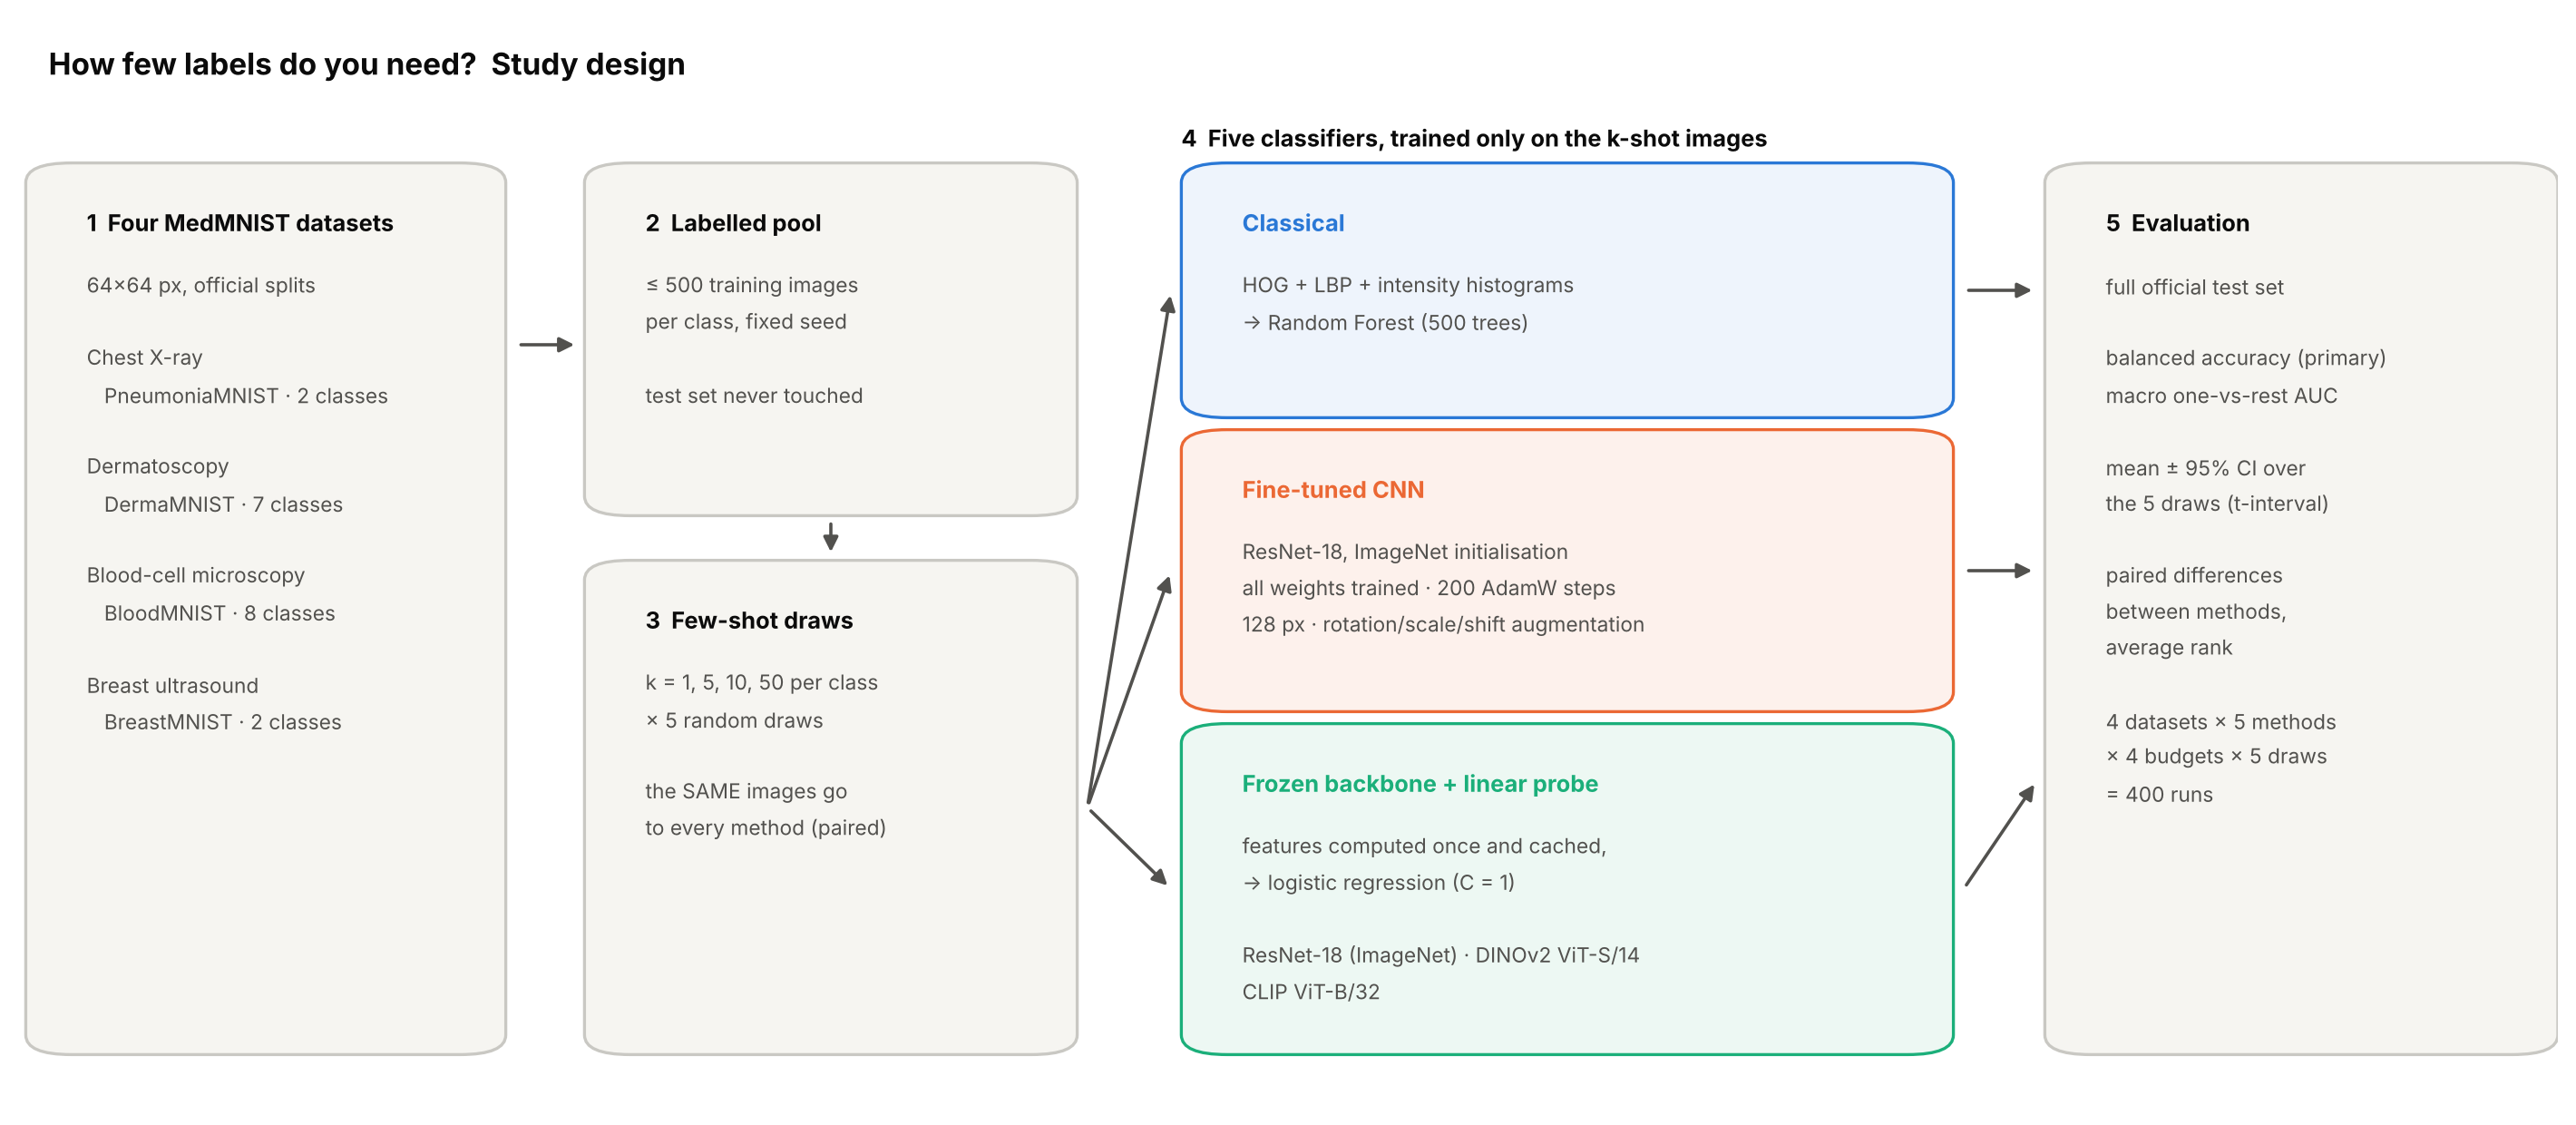 How few labels do you need? Study design
1 Four MedMNIST datasets
64×64 px, official splits
Chest X-ray
PneumoniaMNIST · 2 classes
Dermatoscopy
DermaMNIST · 7 classes
Blood-cell microscopy
BloodMNIST · 8 classes
Breast ultrasound
BreastMNIST · 2 classes
2 Labelled pool
≤ 500 training images
per class, fixed seed
test set never touched
3 Few-shot draws
k = 1, 5, 10, 50 per class
× 5 random draws
the SAME images go
to every method (paired)
4 Five classifiers, trained only on the k-shot images
Classical
HOG + LBP + intensity histograms
→ Random Forest (500 trees)
Fine-tuned CNN
ResNet-18, ImageNet initialisation
all weights trained · 200 AdamW steps
128 px · rotation/scale/shift augmentation
Frozen backbone + linear probe
features computed once and cached,
→ logistic regression (C = 1)
ResNet-18 (ImageNet) · DINOv2 ViT-S/14
CLIP ViT-B/32
5 Evaluation
full official test set
balanced accuracy (primary)
macro one-vs-rest AUC
mean ± 95% CI over
the 5 draws (t-interval)
paired differences
between methods,
average rank
4 datasets × 5 methods
× 4 budgets × 5 draws
= 400 runs